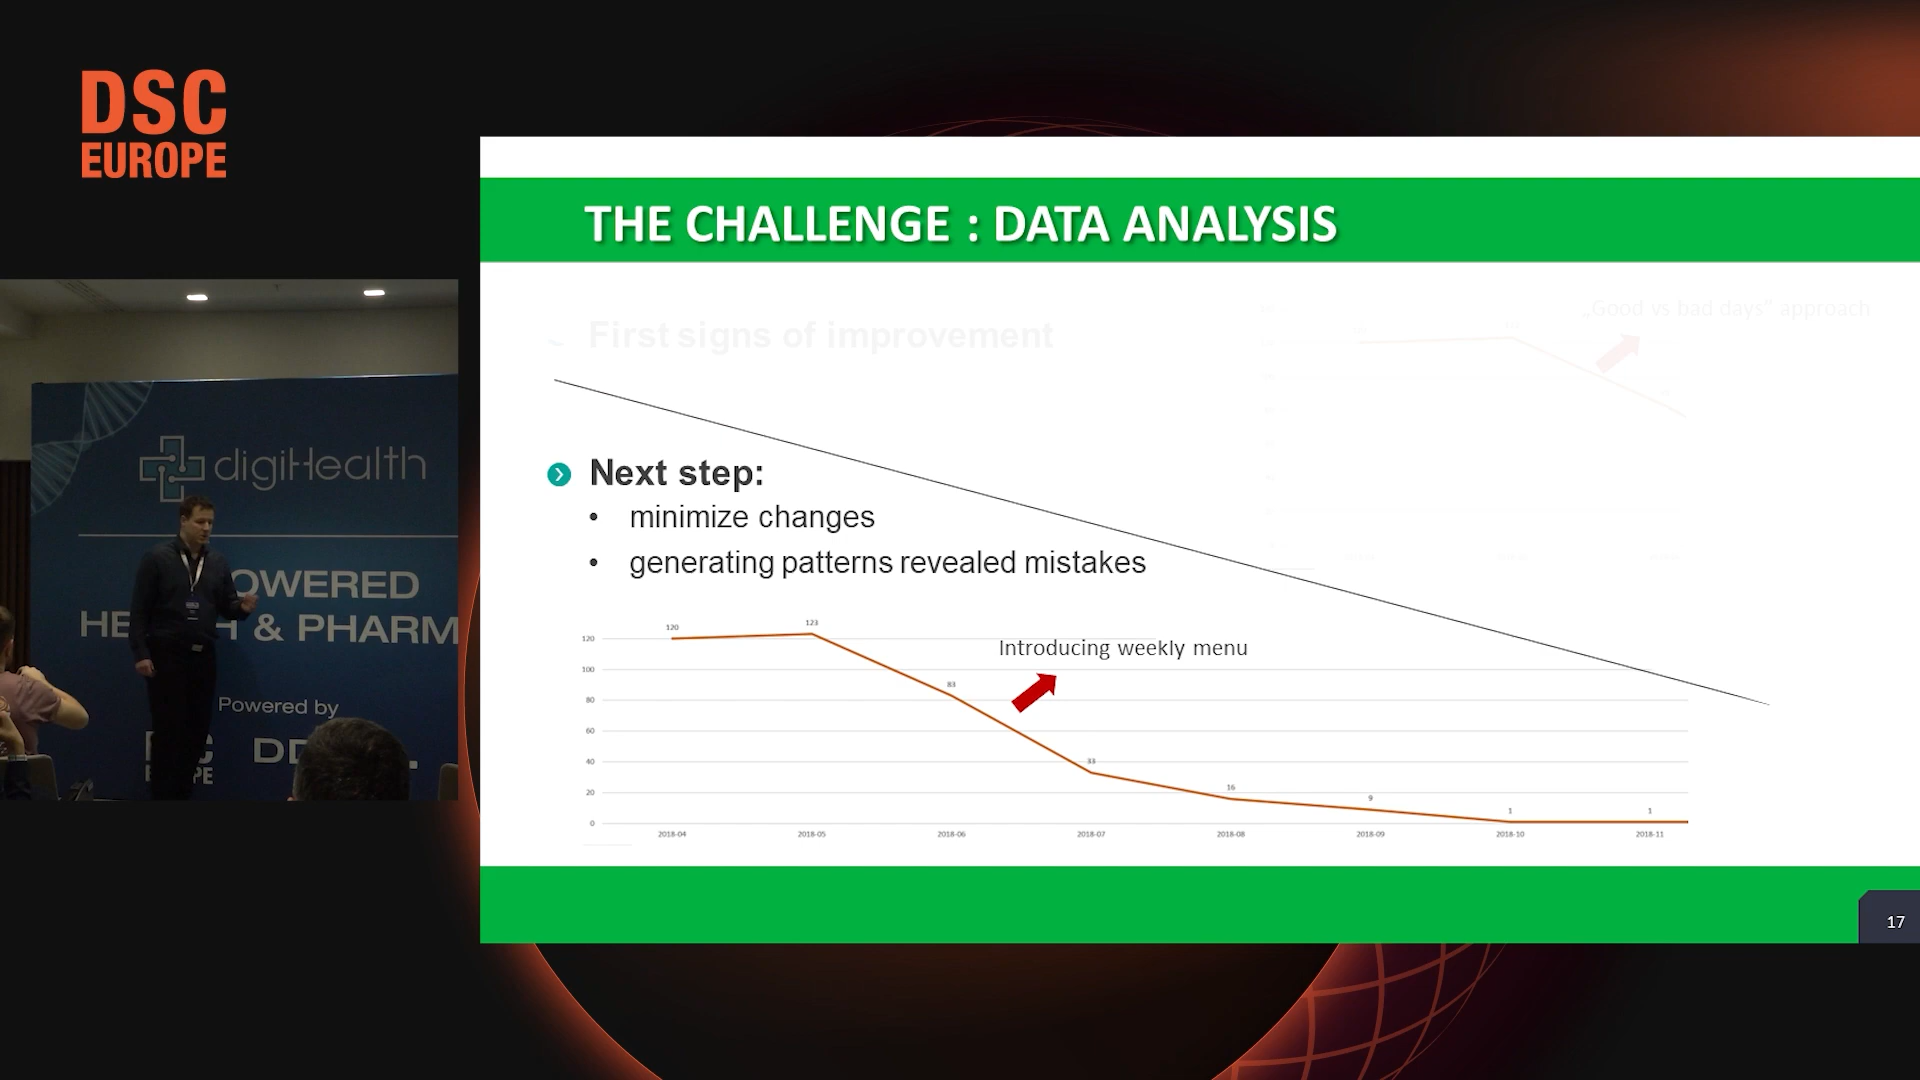 DSC
EUROPE
THE CHALLENGE : DATA ANALYSIS
First signs of improvement
„Good vs bad days“ approach
Next step:
• minimize changes
• generating patterns revealed mistakes
Introducing weekly menu
120
123
83
33
16
9
1
1
120
100
80
60
40
20
0
2018-04
2018-05
2018-06
2018-07
2018-08
2018-09
2018-10
2018-11
17
digiHealth
OWERED
HE H & PHARM
Powered by